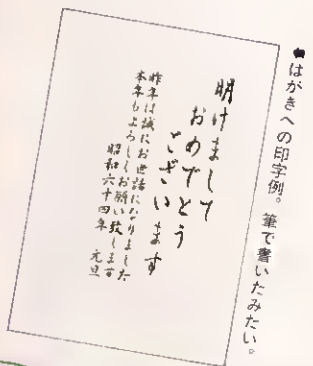 ●はがきへの印字例。筆で書いたみたい。
明けまして
おめでとう
ございます
昨年は誠にお世話になりました
本年もよろしくお願い致します
昭和六十四年 元旦